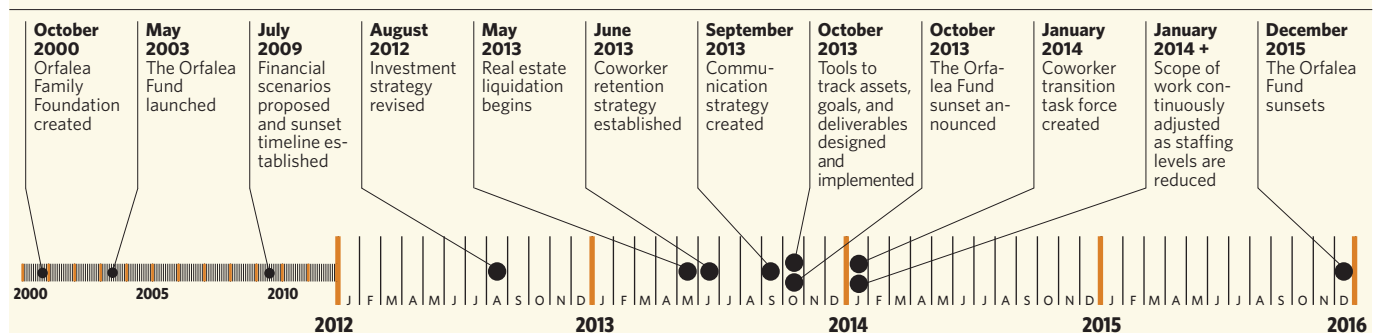 October
2000
Orfalea
Family
Foundation
created
May
2003
The Orfalea
Fund
launched
July
2009
Financial
scenarios
proposed
and sunset
timeline es-
tablished
August
2012
Investment
strategy
revised
May
2013
Real estate
liquidation
begins
June
2013
Coworker
retention
strategy
established
September
2013
Commu-
nication
strategy
created
October
2013
Tools to
track assets,
goals, and
deliverables
designed
and
implemented
October
2013
The Orfa-
lea Fund
sunset an-
nounced
January
2014
Coworker
transition
task force
created
January
2014 +
Scope of
work con-
tinuously
adjusted
as staffing
levels are
reduced
December
2015
The Orfalea
Fund
sunsets
2000 2005 2010
J F M A M J J A S O N D J F M A M J J A S O N D J F M A M J J A S O N D J F M A M J J A S O N D
2012 2013 2014 2015 2016